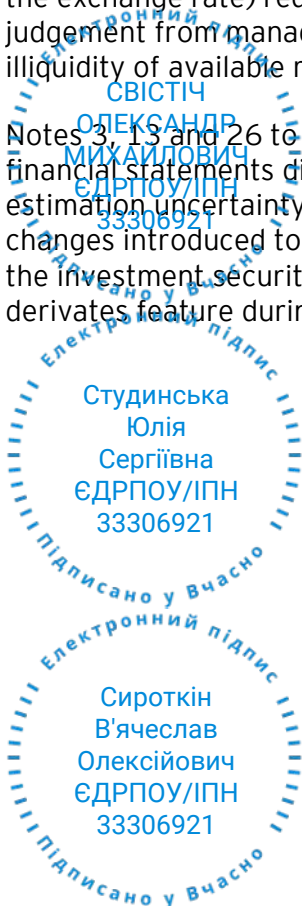 the exchange rate) req
judgement from manag
illiquidity of available r
Електронний підпис
СВІСТІЧ
ОЛЕКСАНДР
МИХАЙЛОВИЧ
ЄДРПОУ/ІПН
33306921
Підписано у Вчасно
Notes 3, 13 and 26 to
financial statements di
estimation uncertainty
changes introduced to
the investment securit
derivates feature durin
Електронний підпис
Студинська
Юлія
Сергіївна
ЄДРПОУ/ІПН
33306921
Підписано у Вчасно
Електронний підпис
Сироткін
В'ячеслав
Олексійович
ЄДРПОУ/ІПН
33306921
Підписано у Вчасно